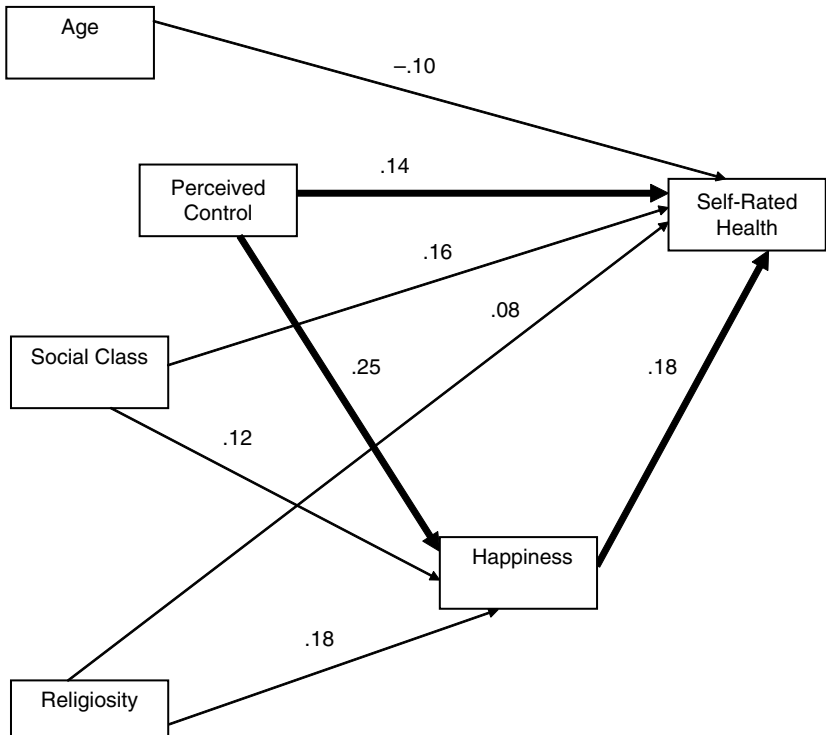 Age
–.10
.14
Perceived
Control
Self-Rated
Health
.16
.08
Social Class
.25
.18
.12
Happiness
.18
Religiosity